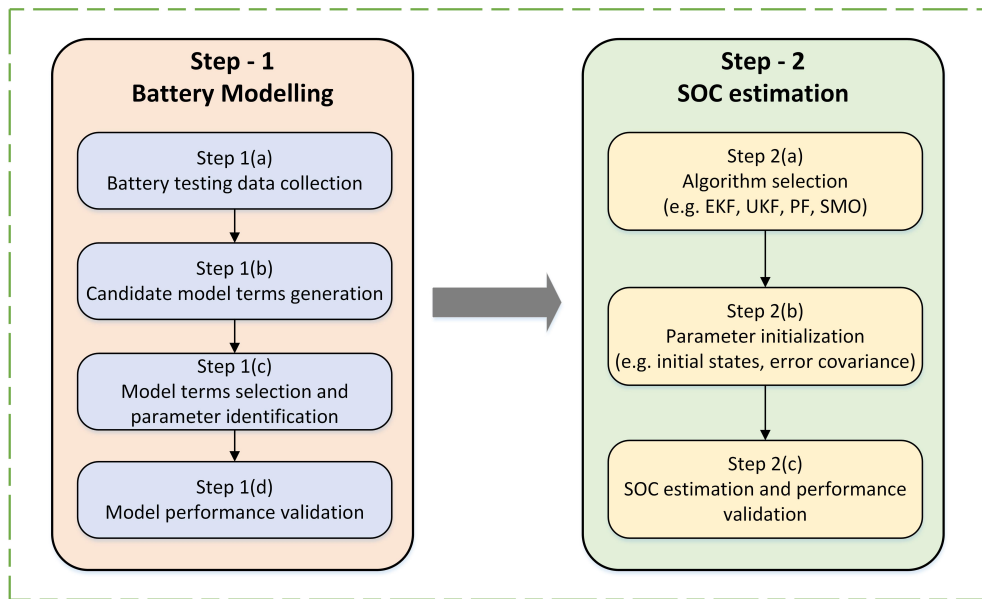 Step - 1
Battery Modelling
Step 1(a)
Battery testing data collection
Step 1(b)
Candidate model terms generation
Step 1(c)
Model terms selection and
parameter identification
Step 1(d)
Model performance validation
Step - 2
SOC estimation
Step 2(a)
Algorithm selection
(e.g. EKF, UKF, PF, SMO)
Step 2(b)
Parameter initialization
(e.g. initial states, error covariance)
Step 2(c)
SOC estimation and performance
validation